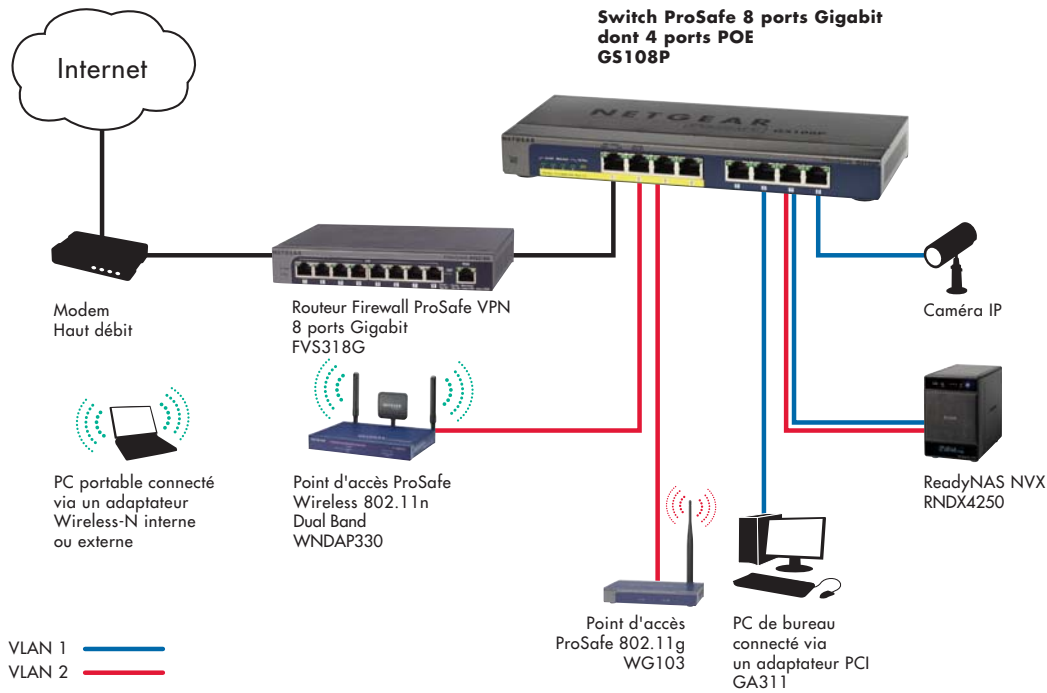 Switch ProSafe 8 ports Gigabit
dont 4 ports POE
GS108P
Internet
NETGEAR
Modem
Haut débit
Routeur Firewall ProSafe VPN
8 ports Gigabit
FVS318G
Caméra IP
PC portable connecté
via un adaptateur
Wireless-N interne
ou externe
Point d'accès ProSafe
Wireless 802.11n
Dual Band
WNDAP330
ReadyNAS NVX
RNDX4250
Point d'accès
ProSafe 802.11g
WG103
PC de bureau
connecté via
un adaptateur PCI
GA311
VLAN 1
VLAN 2